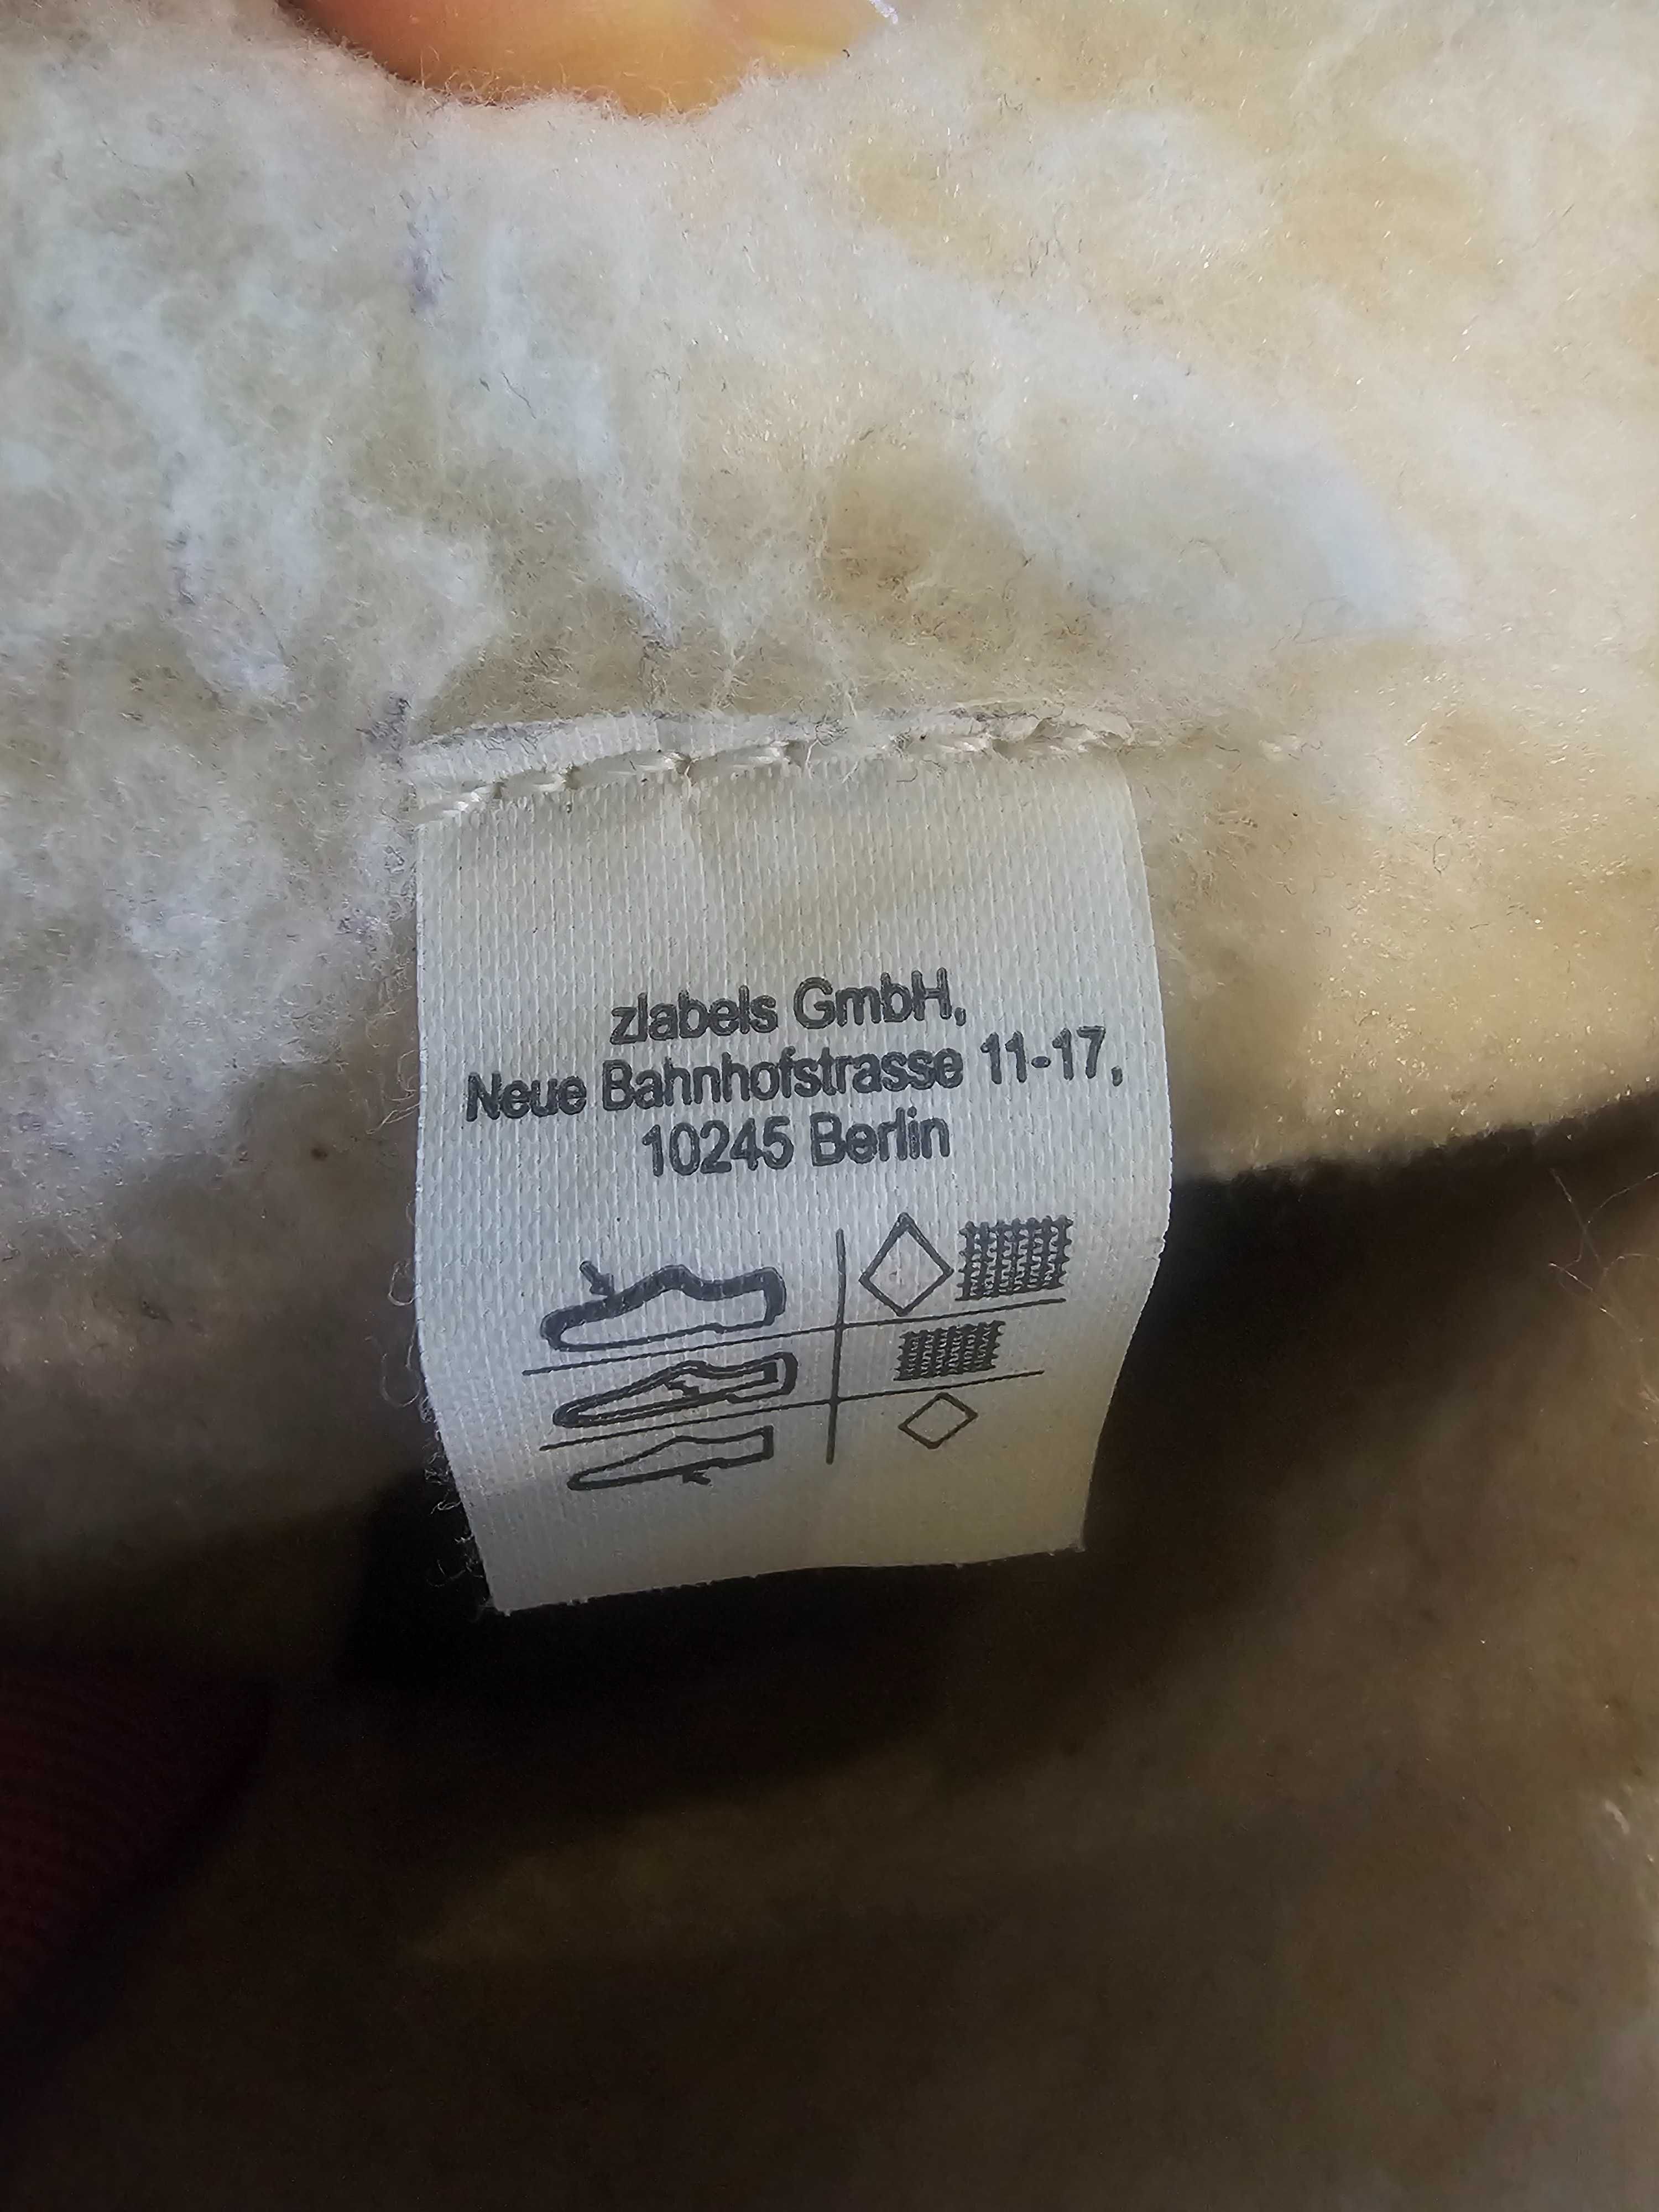 zlabels GmbH,
Neue Bahnhofstrasse 11-17,
10245 Berlin